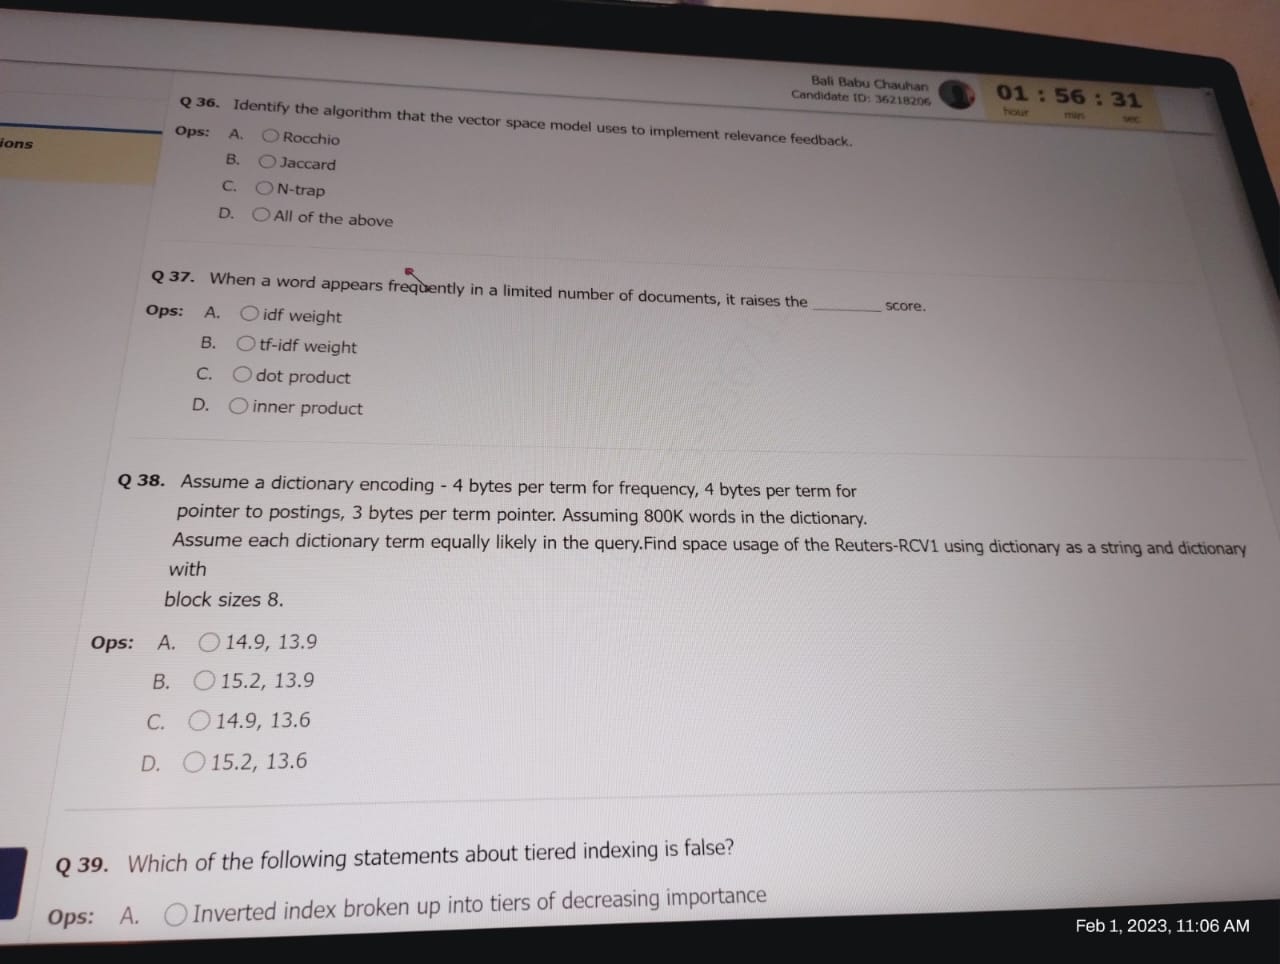 Bali Babu Chauhan
Candidate ID: 36218206
01 : 56 : 31
hour min sec
ions
Q 36. Identify the algorithm that the vector space model uses to implement relevance feedback.
Ops: A. Rocchio
B. Jaccard
C. N-trap
D. All of the above
Q 37. When a word appears frequently in a limited number of documents, it raises the ________ score.
Ops: A. idf weight
B. tf-idf weight
C. dot product
D. inner product
Q 38. Assume a dictionary encoding - 4 bytes per term for frequency, 4 bytes per term for
pointer to postings, 3 bytes per term pointer. Assuming 800K words in the dictionary.
Assume each dictionary term equally likely in the query.Find space usage of the Reuters-RCV1 using dictionary as a string and dictionary
with
block sizes 8.
Ops: A. 14.9, 13.9
B. 15.2, 13.9
C. 14.9, 13.6
D. 15.2, 13.6
Q 39. Which of the following statements about tiered indexing is false?
Ops: A. Inverted index broken up into tiers of decreasing importance
Feb 1, 2023, 11:06 AM